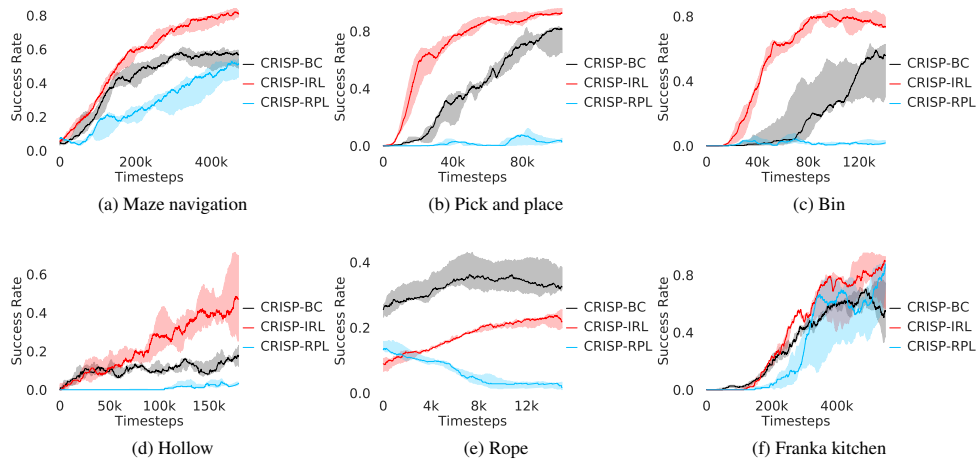 0.8
0.6
0.4
0.2
0.0
Success Rate
0
200k
400k
Timesteps
CRISP-BC
CRISP-IRL
CRISP-RPL
(a) Maze navigation
0.8
0.4
0.0
Success Rate
0
40k
80k
Timesteps
CRISP-BC
CRISP-IRL
CRISP-RPL
(b) Pick and place
0.8
0.4
0.0
Success Rate
0
40k
80k
120k
Timesteps
CRISP-BC
CRISP-IRL
CRISP-RPL
(c) Bin
0.6
0.4
0.2
0.0
Success Rate
0
50k
100k
150k
Timesteps
CRISP-BC
CRISP-IRL
CRISP-RPL
(d) Hollow
0.4
0.2
0.0
Success Rate
0
4k
8k
12k
Timesteps
CRISP-BC
CRISP-IRL
CRISP-RPL
(e) Rope
0.8
0.4
0.0
Success Rate
0
200k
400k
Timesteps
CRISP-BC
CRISP-IRL
CRISP-RPL
(f) Franka kitchen